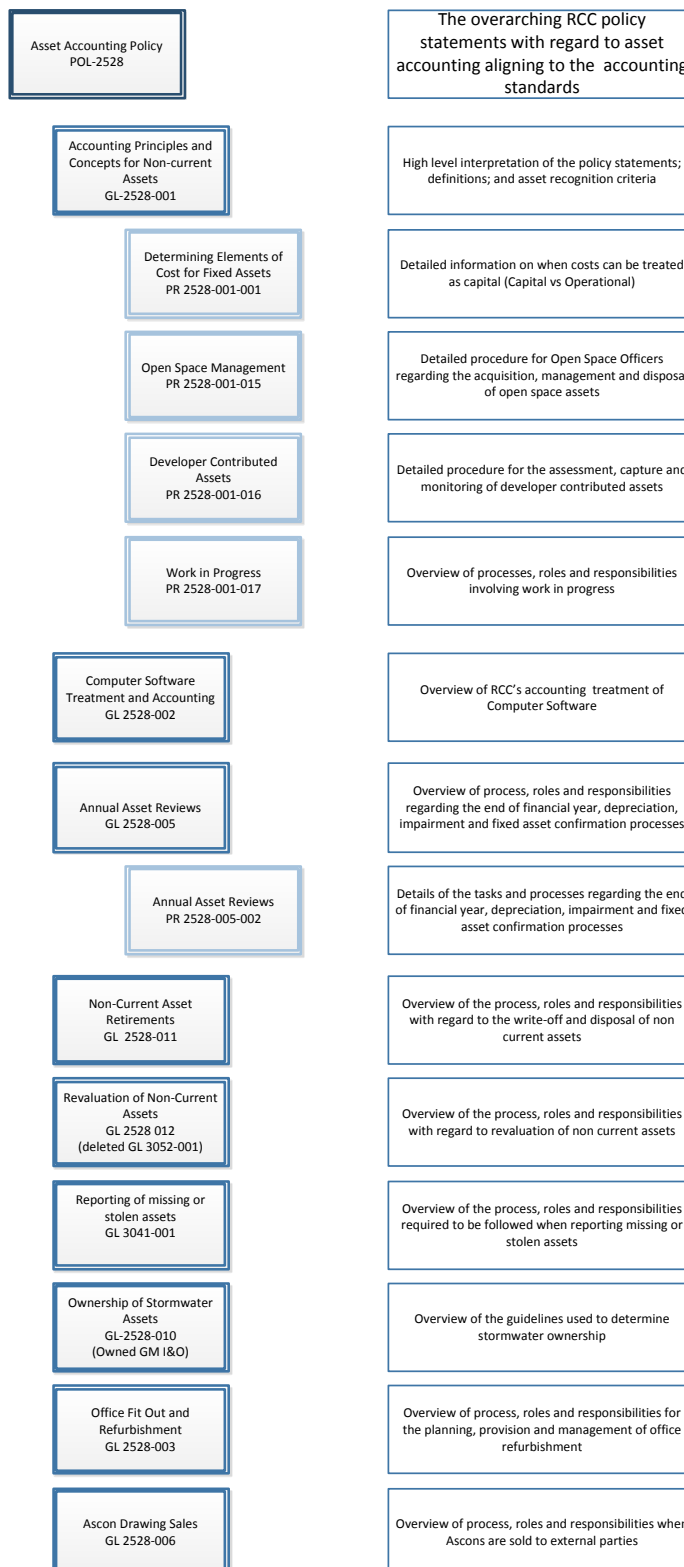 Asset Accounting Policy
POL-2528
The overarching RCC policy
statements with regard to asset
accounting aligning to the accounting
standards
Accounting Principles and
Concepts for Non-current
Assets
GL-2528-001
High level interpretation of the policy statements;
definitions; and asset recognition criteria
Determining Elements of
Cost for Fixed Assets
PR 2528-001-001
Detailed information on when costs can be treated
as capital (Capital vs Operational)
Open Space Management
PR 2528-001-015
Detailed procedure for Open Space Officers
regarding the acquisition, management and disposal
of open space assets
Developer Contributed
Assets
PR 2528-001-016
Detailed procedure for the assessment, capture and
monitoring of developer contributed assets
Work in Progress
PR 2528-001-017
Overview of processes, roles and responsibilities
involving work in progress
Computer Software
Treatment and Accounting
GL 2528-002
Overview of RCC's accounting treatment of
Computer Software
Annual Asset Reviews
GL 2528-005
Overview of process, roles and responsibilities
regarding the end of financial year, depreciation,
impairment and fixed asset confirmation processes
Annual Asset Reviews
PR 2528-005-002
Details of the tasks and processes regarding the end
of financial year, depreciation, impairment and fixed
asset confirmation processes
Non-Current Asset
Retirements
GL 2528-011
Overview of the process, roles and responsibilities
with regard to the write-off and disposal of non
current assets
Revaluation of Non-Current
Assets
GL 2528 012
(deleted GL 3052-001)
Overview of the process, roles and responsibilities
with regard to revaluation of non current assets
Reporting of missing or
stolen assets
GL 3041-001
Overview of the process, roles and responsibilities
required to be followed when reporting missing or
stolen assets
Ownership of Stormwater
Assets
GL-2528-010
(Owned GM I&O)
Overview of the guidelines used to determine
stormwater ownership
Office Fit Out and
Refurbishment
GL 2528-003
Overview of process, roles and responsibilities for
the planning, provision and management of office
refurbishment
Ascon Drawing Sales
GL 2528-006
Overview of process, roles and responsibilities when
Ascons are sold to external parties